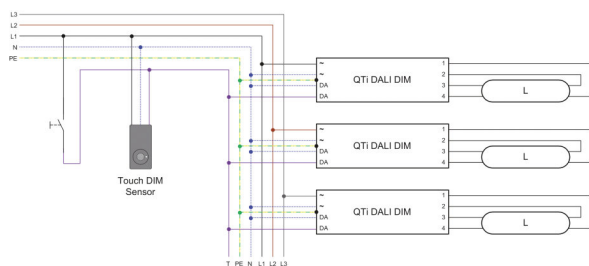 L3
L2
L1
N
PE
Touch DIM
Sensor
~
~
DA
DA
QTi DALI DIM
1
2
3
4
L
~
~
DA
DA
QTi DALI DIM
1
2
3
4
L
~
~
DA
DA
QTi DALI DIM
1
2
3
4
L
T PE N L1 L2 L3